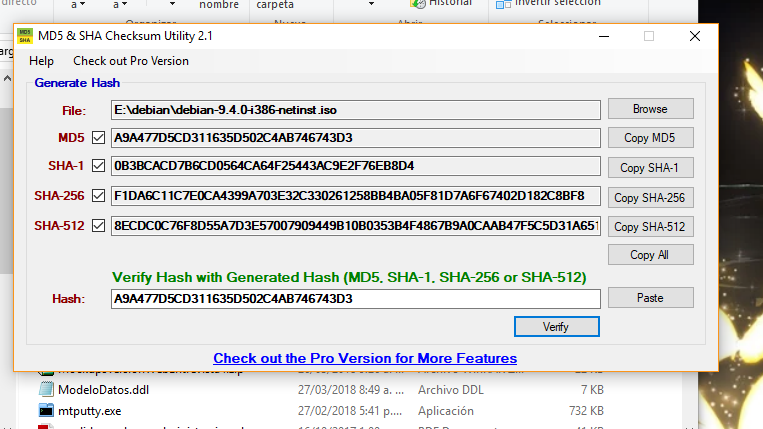 directo
a
a
nombre
carpeta
Historial
Invertir selección
Organizar
Nuevo
Abrir
MD5 SHA
MD5 & SHA Checksum Utility 2.1
Help Check out Pro Version
Generate Hash
File: E:\debian\debian-9.4.0-i386-netinst.iso Browse
MD5 A9A477D5CD311635D502C4AB746743D3 Copy MD5
SHA-1 0B3BCACD7B6CD0564CA64F25443AC9E2F76EB8D4 Copy SHA-1
SHA-256 F1DA6C11C7E0CA4399A703E32C330261258BB4BA05F81D7A6F67402D182C8BF8 Copy SHA-256
SHA-512 8ECDC0C76F8D55A7D3E57007909449B10B0353B4F4867B9A0CAAB47F5C5D31A651 Copy SHA-512
Copy All
Verify Hash with Generated Hash (MD5, SHA-1, SHA-256 or SHA-512)
Hash: A9A477D5CD311635D502C4AB746743D3 Paste
Verify
Check out the Pro Version for More Features
ModeloDatos.ddl 27/03/2018 8:49 a. ... Archivo DDL 7 KB
mtputty.exe 27/02/2018 5:41 p. ... Aplicación 732 KB